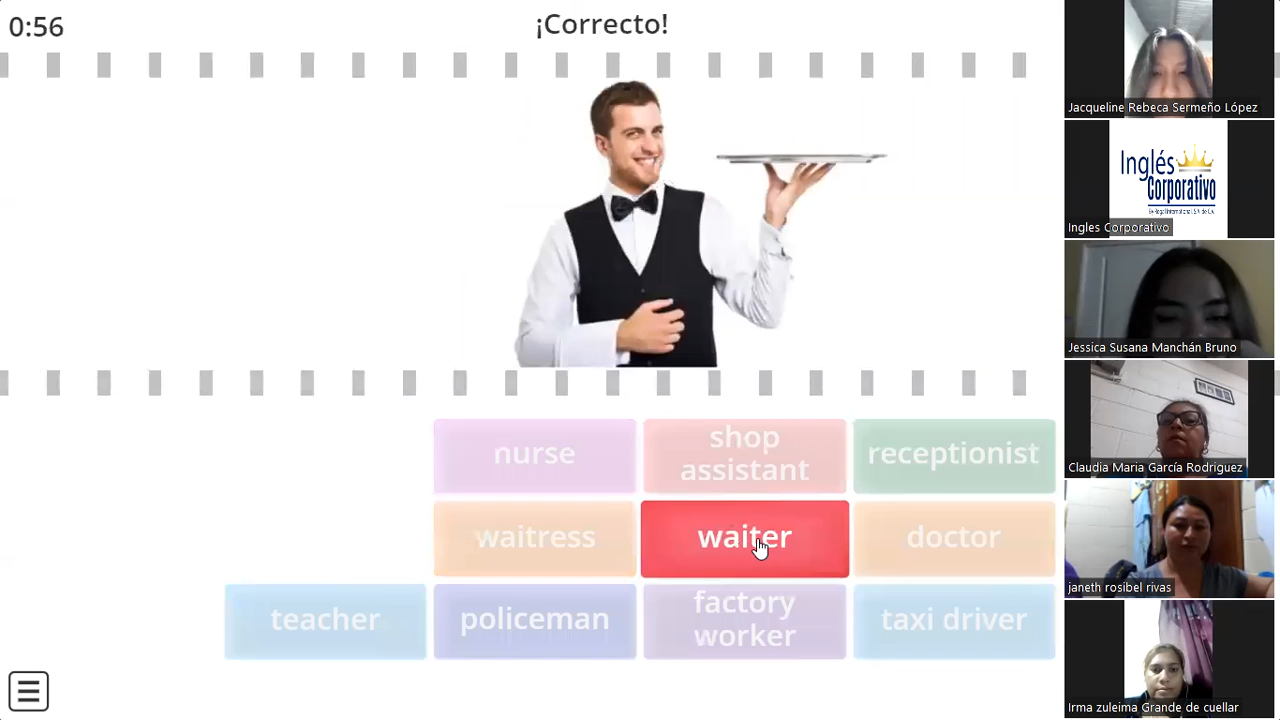 0:56
¡Correcto!
nurse
shop
assistant
receptionist
waitress
waiter
doctor
teacher
policeman
factory
worker
taxi driver
Jacqueline Rebeca Sermeño López
Inglés
Corporativo
Ingles Corporativo
Jessica Susana Manchán Bruno
Claudia Maria García Rodriguez
janeth rosibel rivas
Irma zuleima Grande de cuellar